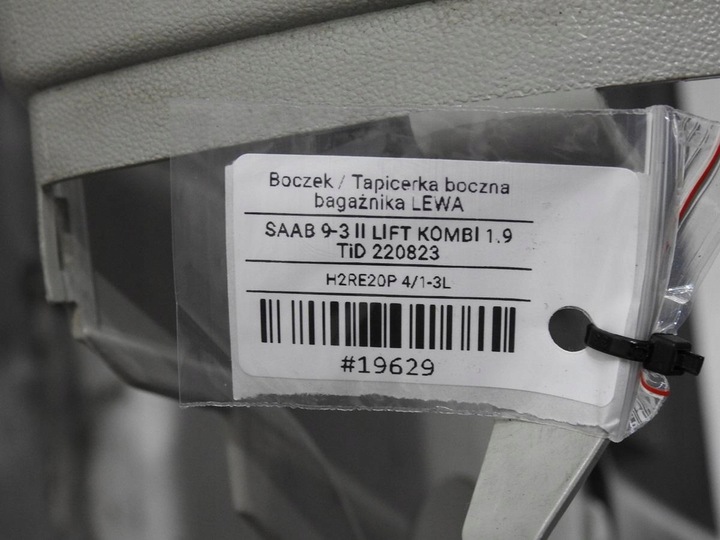 Boczek / Tapicerka boczna
bagażnika LEWA
SAAB 9-3 II LIFT KOMBI 1.9
TiD 220823
H2RE20P 4/1-3L
#19629